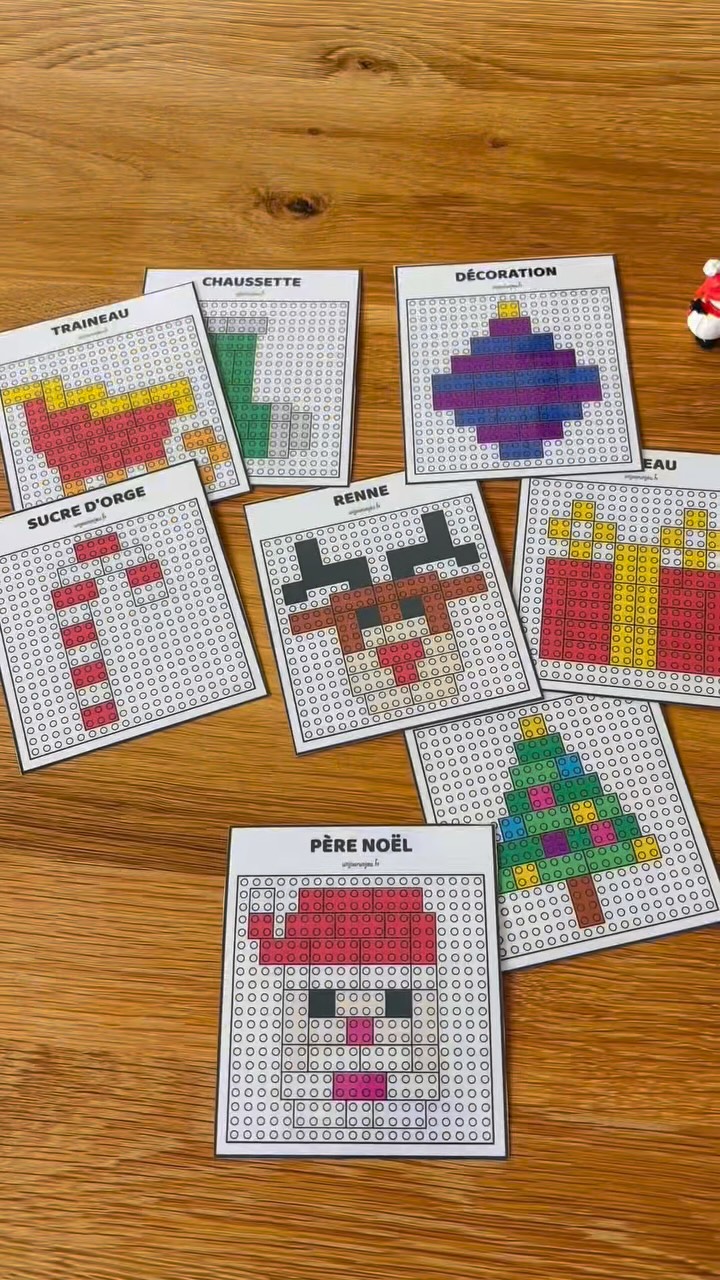 CHAUSSETTE
DÉCORATION
TRAINEAU
EAU
SUCRE D'ORGE
RENNE
PÈRE NOËL